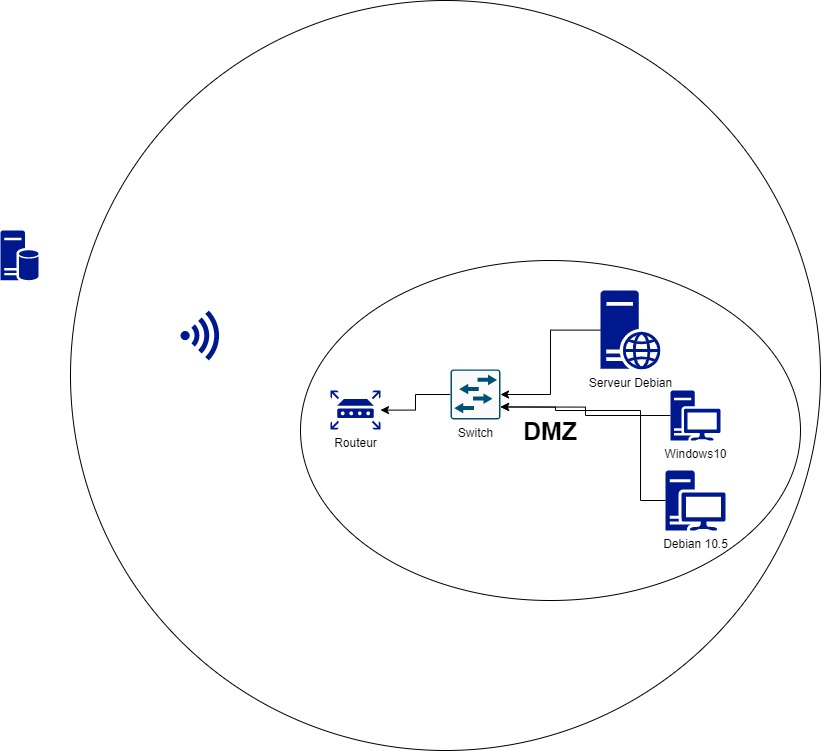 Serveur Debian
Switch
DMZ
Routeur
Windows10
Debian 10.5